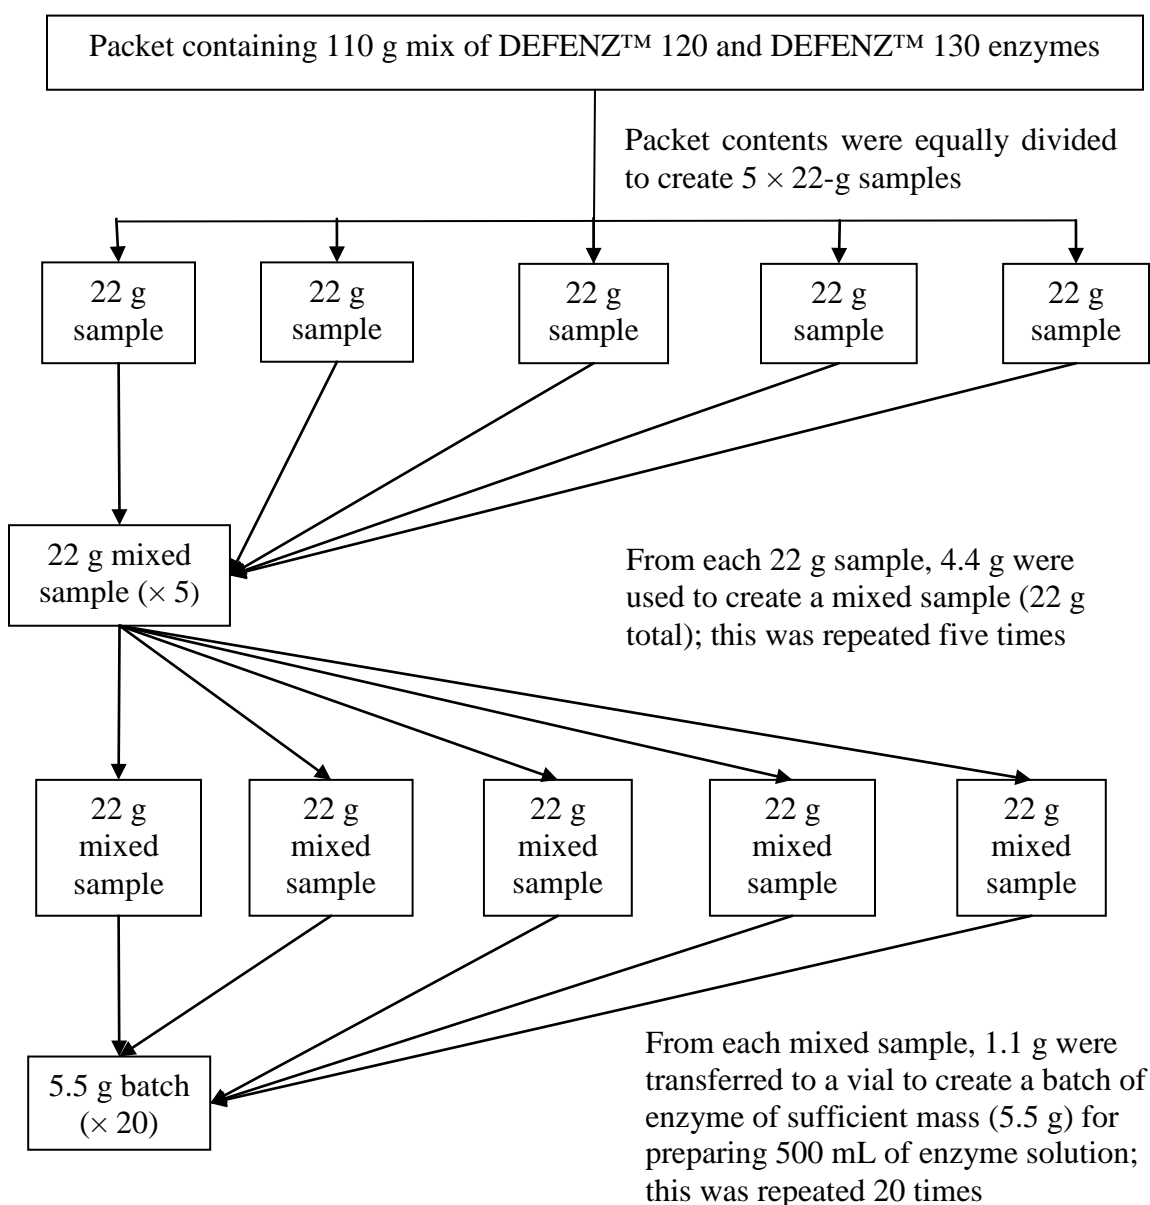 Packet containing 110 g mix of DEFENZ™ 120 and DEFENZ™ 130 enzymes
Packet contents were equally divided
to create 5 × 22-g samples
22 g
sample
22 g
sample
22 g
sample
22 g
sample
22 g
sample
22 g mixed
sample (× 5)
From each 22 g sample, 4.4 g were
used to create a mixed sample (22 g
total); this was repeated five times
22 g
mixed
sample
22 g
mixed
sample
22 g
mixed
sample
22 g
mixed
sample
22 g
mixed
sample
5.5 g batch
(× 20)
From each mixed sample, 1.1 g were
transferred to a vial to create a batch of
enzyme of sufficient mass (5.5 g) for
preparing 500 mL of enzyme solution;
this was repeated 20 times